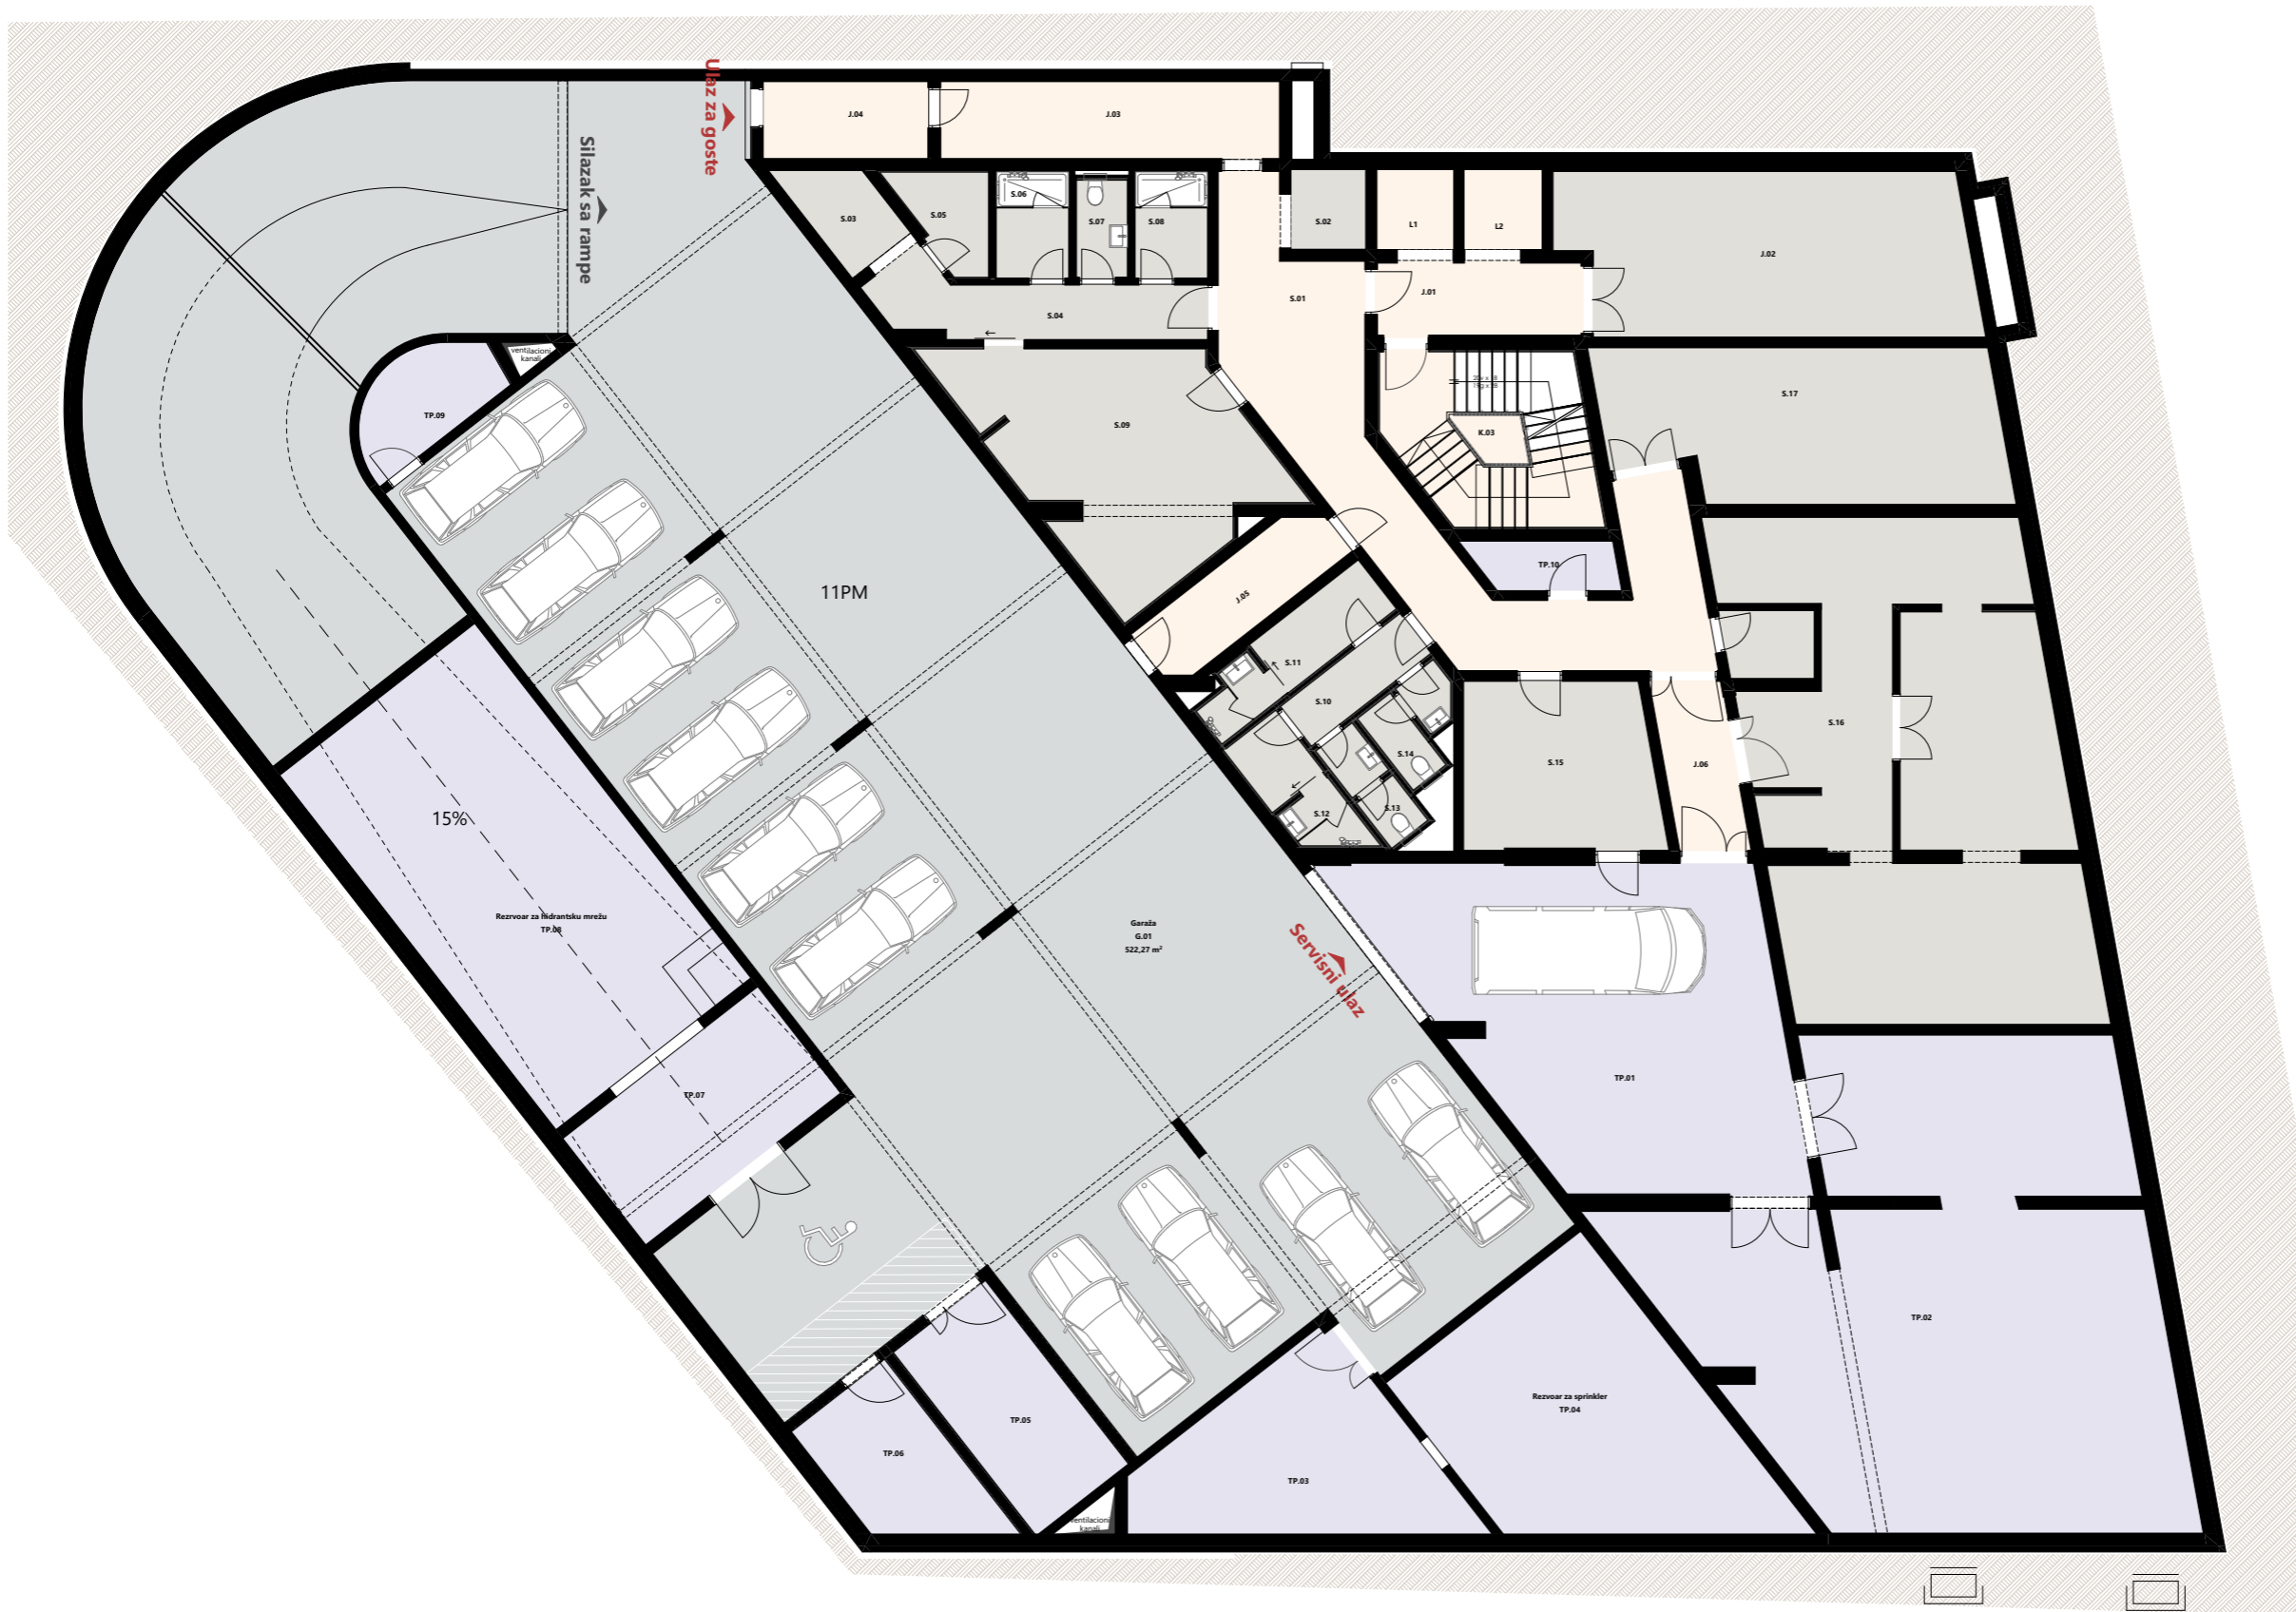 Ulaz za goste
Silazak sa rampe
J.04
J.03
S.03
S.05
S.06
S.07
S.08
S.02
L1
L2
J.02
S.01
J.01
S.04
ventilacioni
kanali
TP.09
S.09
K.03
S.17
11PM
TP.10
J.05
S.11
S.10
S.14
S.13
S.12
S.15
J.06
S.16
15%
Rezrvoar za hidrantsku mrežu
TP.08
Garaža
G.01
522,27 m²
Servisni ulaz
TP.07
TP.01
TP.02
Rezvoar za sprinkler
TP.04
TP.05
TP.06
TP.03
ventilacioni
kanali